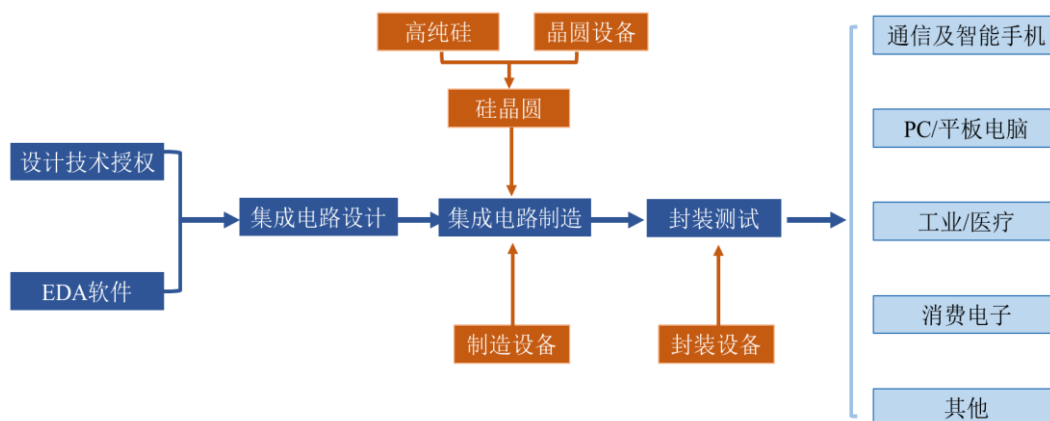 高纯硅
晶圆设备
通信及智能手机
硅晶圆
PC/平板电脑
设计技术授权
集成电路设计
集成电路制造
封装测试
工业/医疗
EDA软件
制造设备
封装设备
消费电子
其他